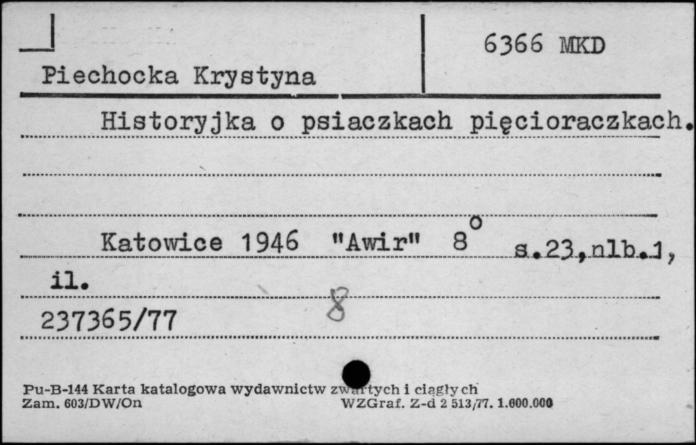 6366 MKD
Piechocka Krystyna
Historyjka o psiaczkach pięcioraczkach.
Katowice 1946 "Awir" 8° s.23,nlb.1,
il.
237365/77 8
Pu-B-144 Karta katalogowa wydawnictw zwartych i ciągłych
Zam. 603/DW/On WZGraf. Z-d 2 513/77. 1.600.000